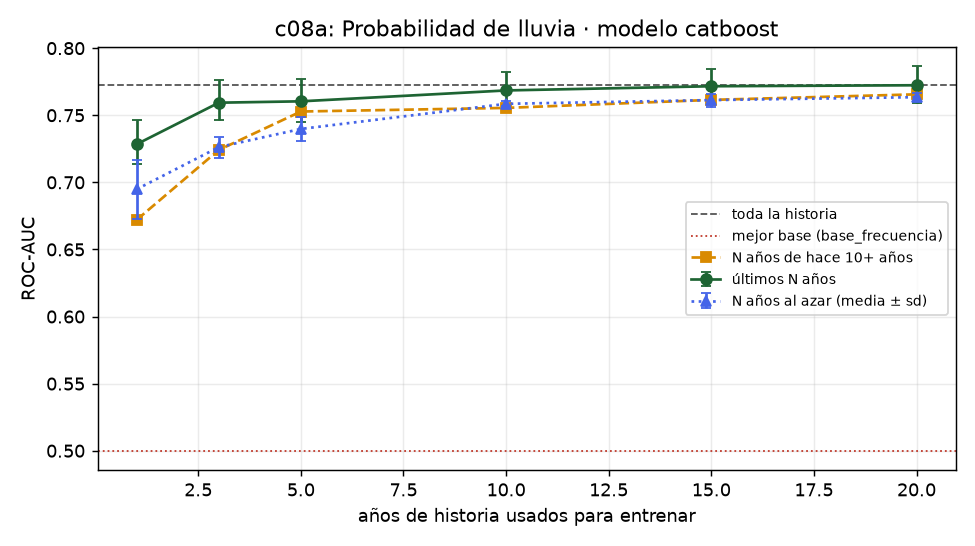 c08a: Probabilidad de lluvia · modelo catboost
0.80
0.75
0.70
0.65
0.60
0.55
0.50
ROC-AUC
toda la historia
mejor base (base_frecuencia)
N años de hace 10+ años
últimos N años
N años al azar (media ± sd)
2.5 5.0 7.5 10.0 12.5 15.0 17.5 20.0
años de historia usados para entrenar